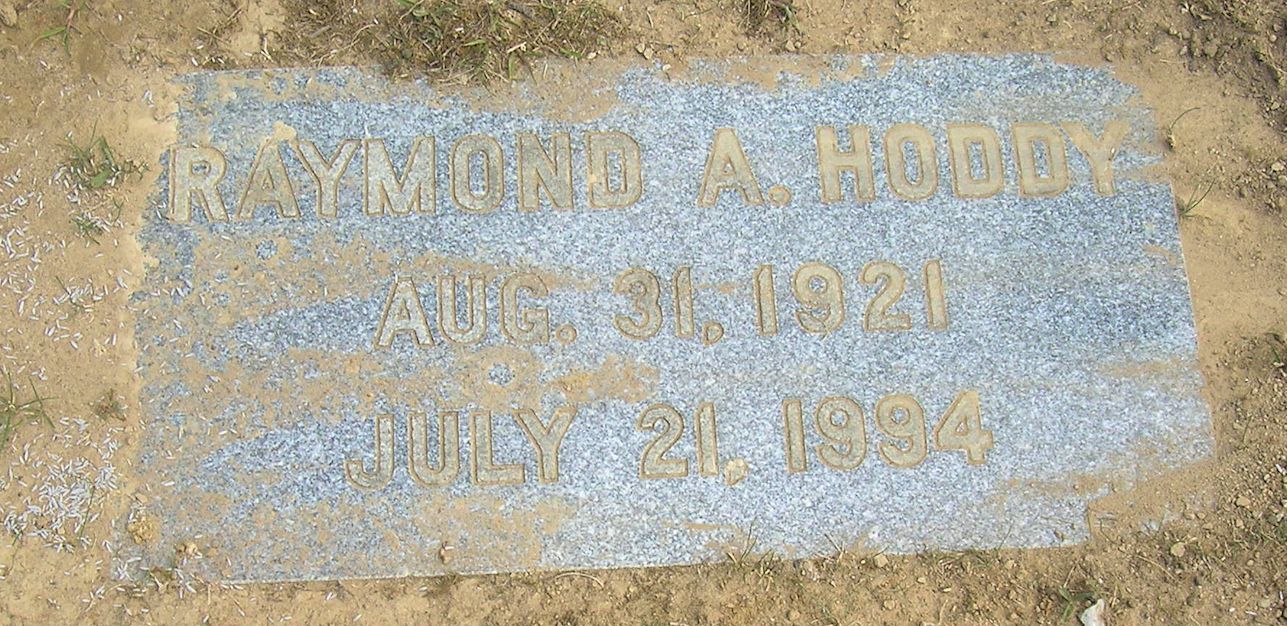 RAYMOND A. HODDY
AUG. 31, 1921
JULY 21, 1994